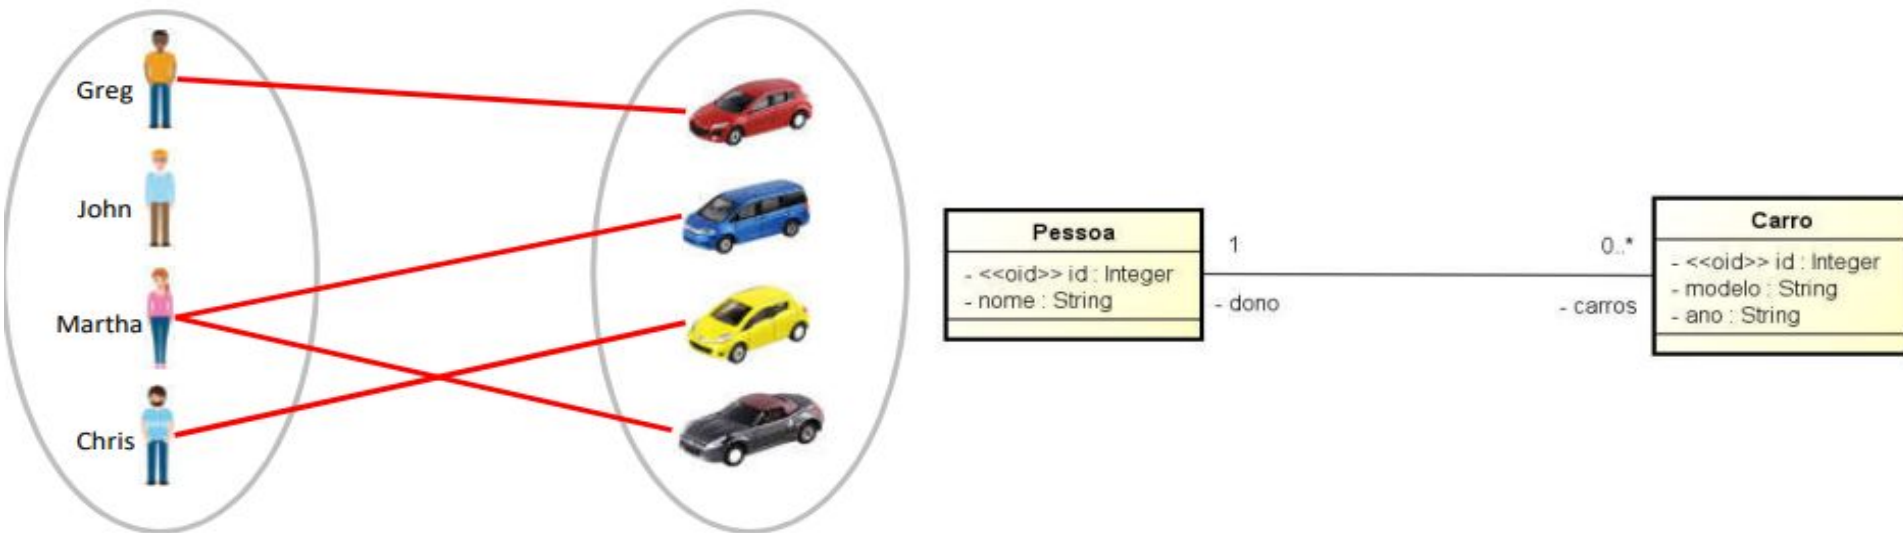 Greg
John
Martha
Chris
Pessoa
- <<oid>> id : Integer
- nome : String
1
- dono
0..*
- carros
Carro
- <<oid>> id : Integer
- modelo : String
- ano : String